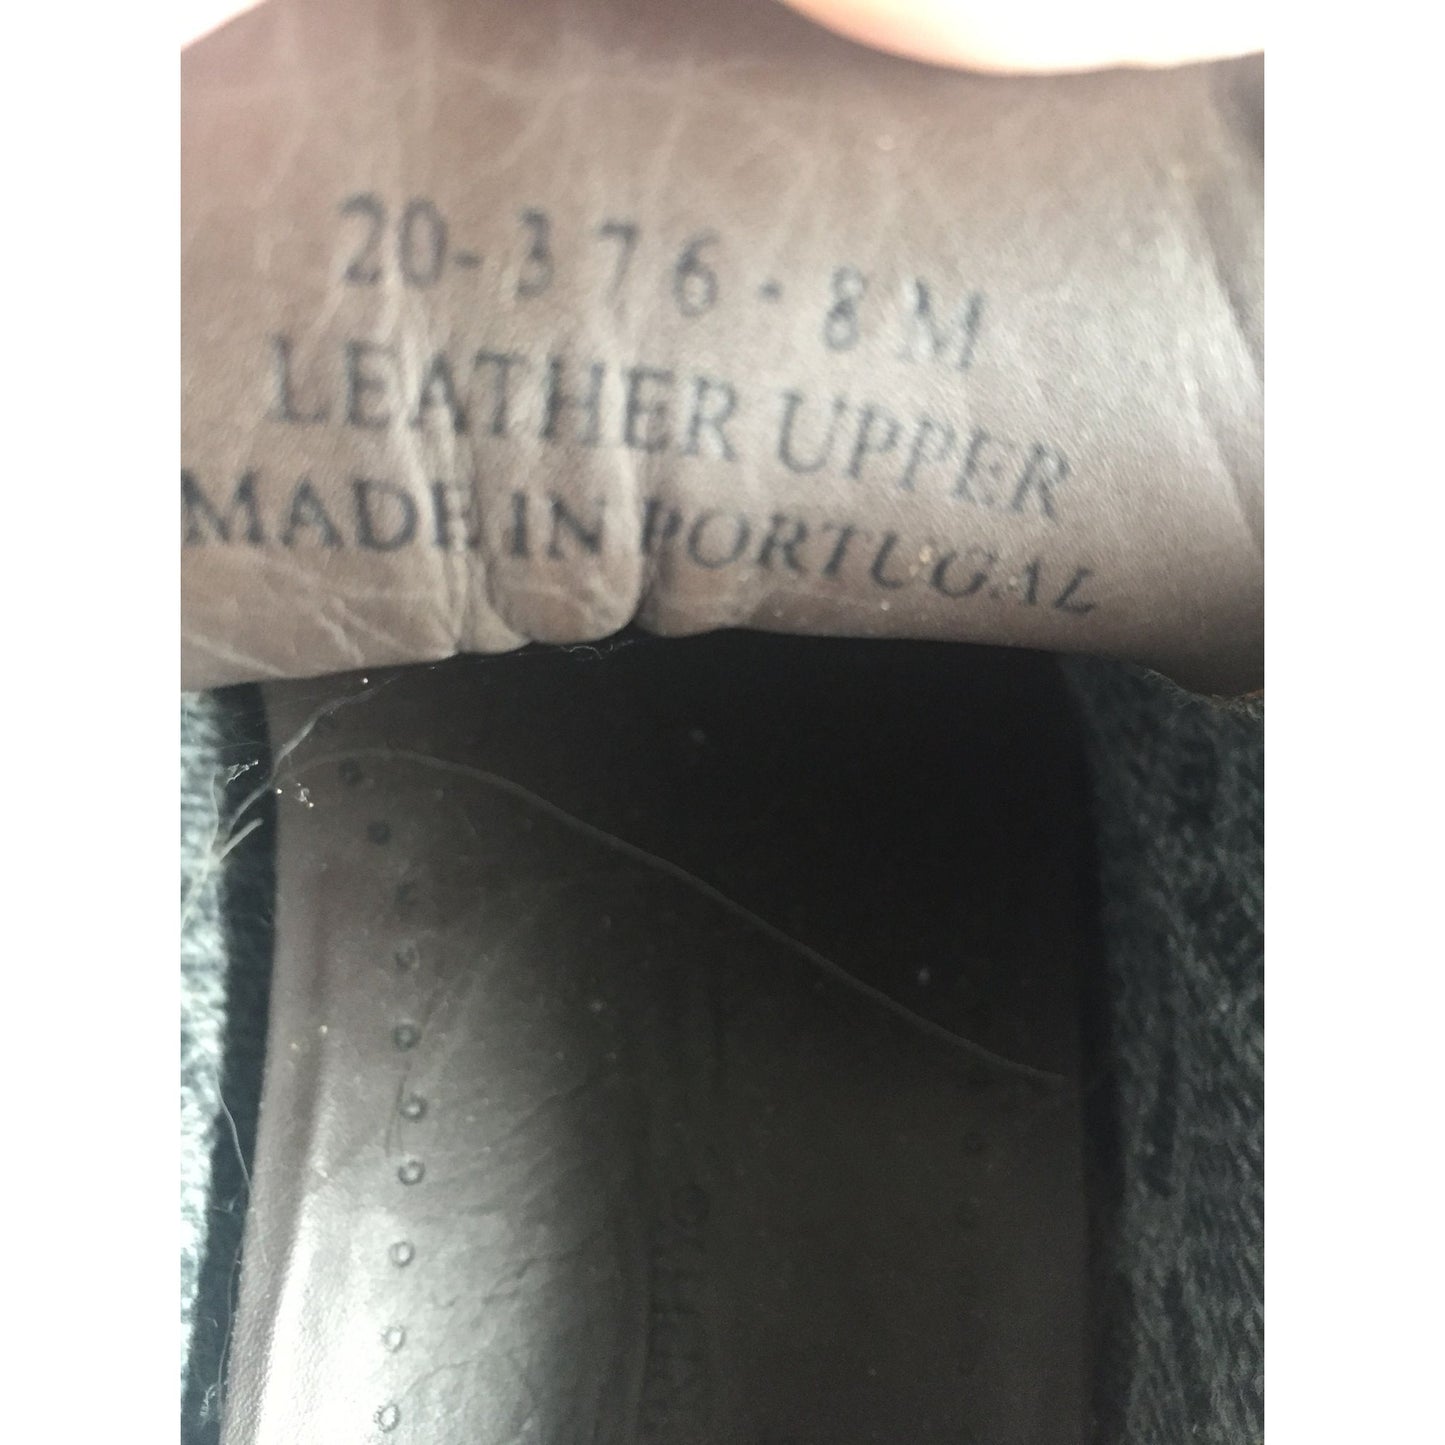 20-376-8M
LEATHER UPPER
MADE IN PORTUGAL